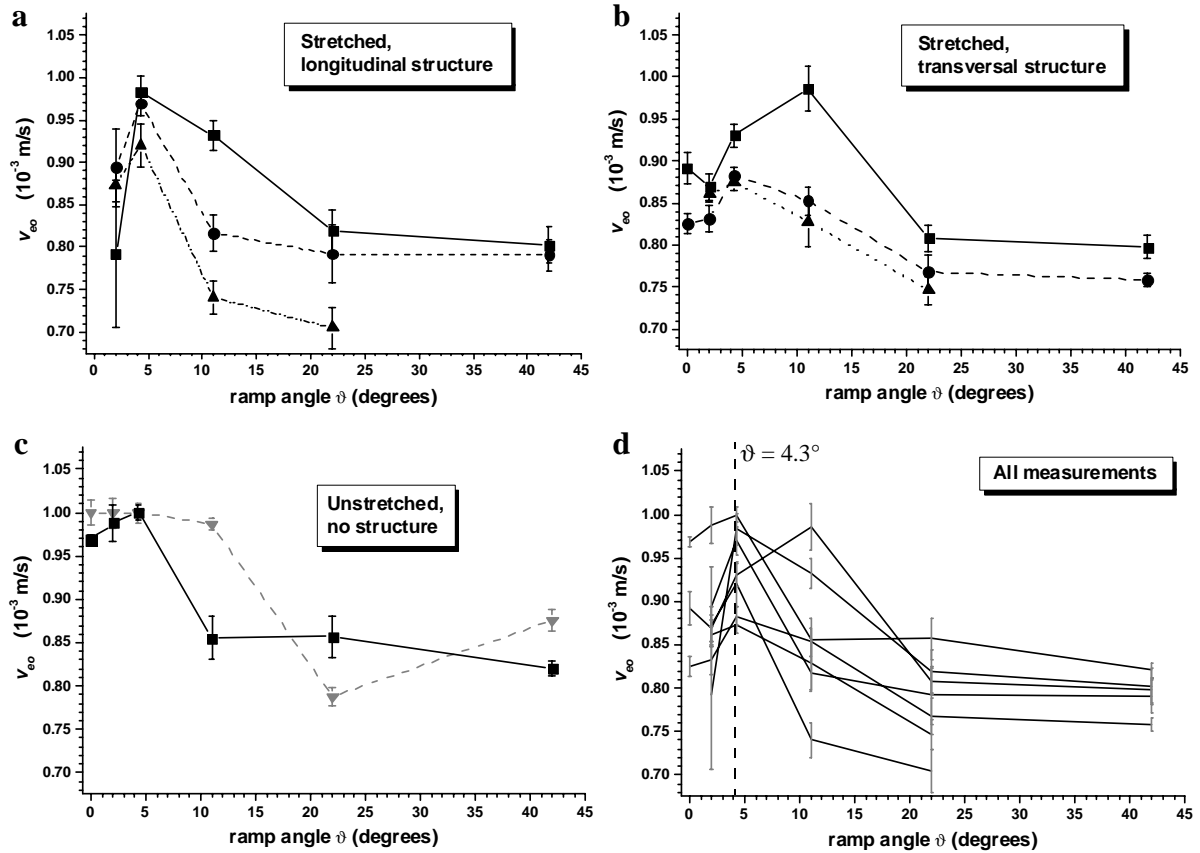 a
Stretched,
longitudinal structure
1.05
1.00
0.95
0.90
0.85
0.80
0.75
0.70
v_eo (10⁻³ m/s)
0 5 10 15 20 25 30 35 40 45
ramp angle ϑ (degrees)
b
Stretched,
transversal structure
1.05
1.00
0.95
0.90
0.85
0.80
0.75
0.70
v_eo (10⁻³ m/s)
0 5 10 15 20 25 30 35 40 45
ramp angle ϑ (degrees)
c
Unstretched,
no structure
1.05
1.00
0.95
0.90
0.85
0.80
0.75
0.70
v_eo (10⁻³ m/s)
0 5 10 15 20 25 30 35 40 45
ramp angle ϑ (degrees)
d
ϑ = 4.3°
All measurements
1.05
1.00
0.95
0.90
0.85
0.80
0.75
0.70
v_eo (10⁻³ m/s)
0 5 10 15 20 25 30 35 40 45
ramp angle ϑ (degrees)